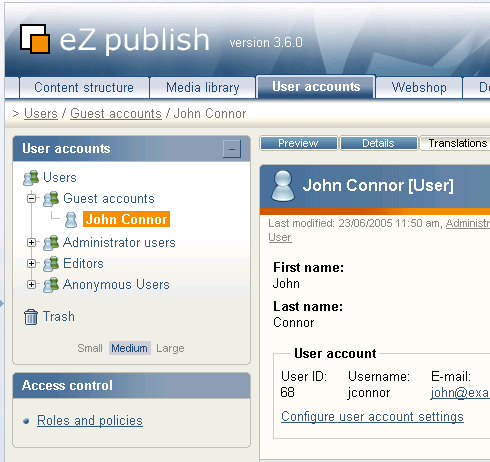 eZ publish version 3.6.0
Content structure Media library User accounts Webshop
> Users / Guest accounts / John Connor
User accounts
Users
Guest accounts
John Connor
Administrator users
Editors
Anonymous Users
Trash
Small Medium Large
Access control
Roles and policies
Preview Details Translations
John Connor [User]
Last modified: 23/06/2005 11:50 am, Administr
User
First name:
John
Last name:
Connor
User account
User ID: Username: E-mail:
68 jconnor john@exa
Configure user account settings